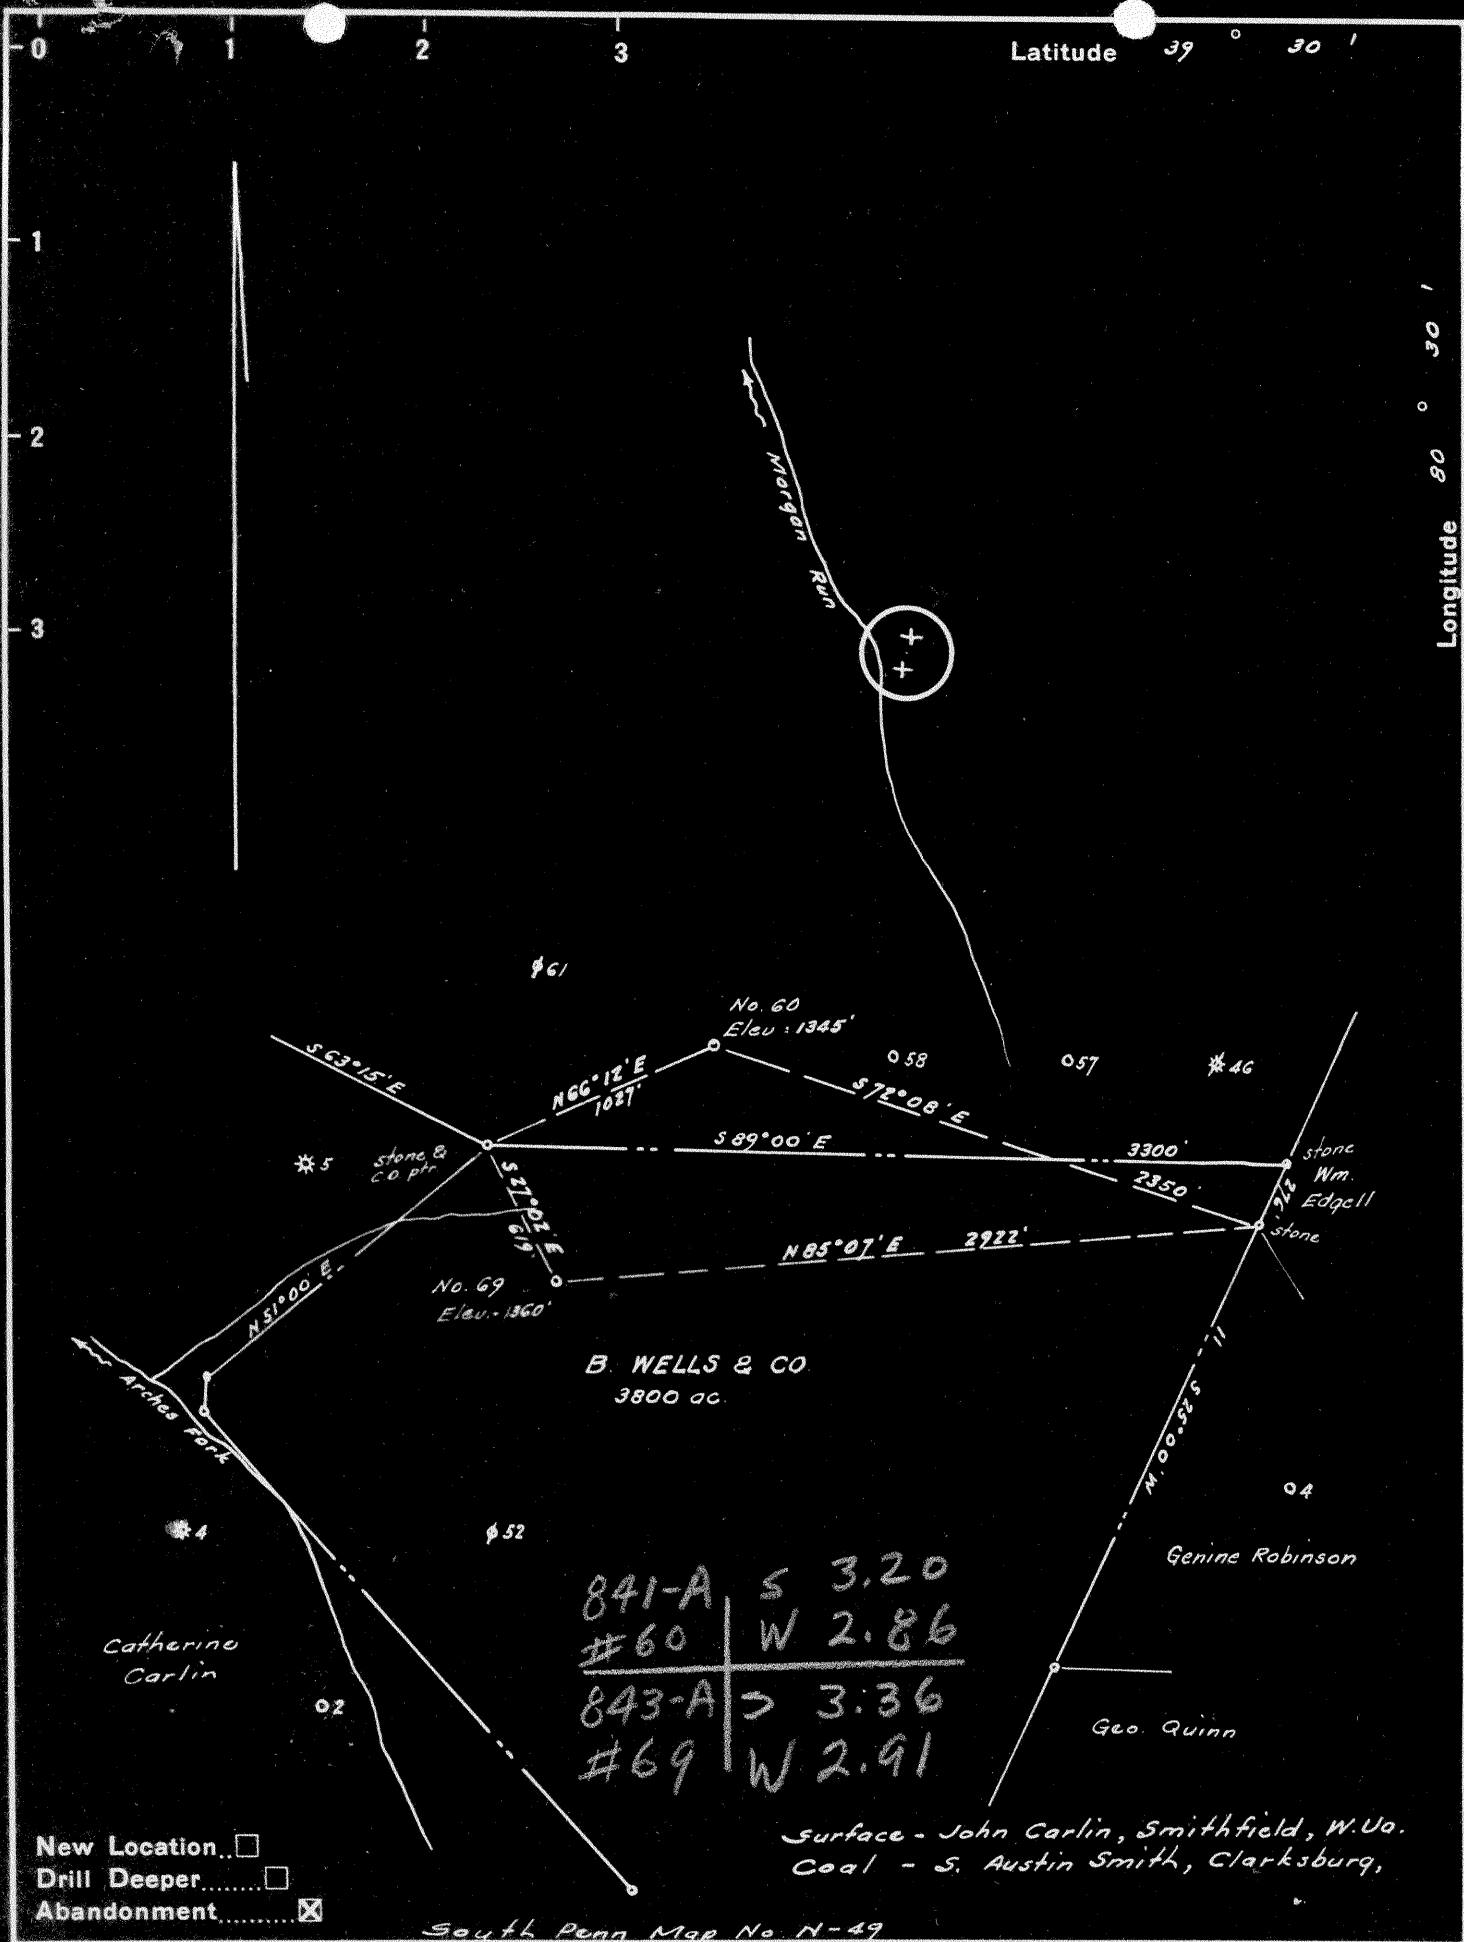 0 1 2 3 Latitude 39 ° 30 '
1
2
3
Longitude 80 ° 30 '
Morgan Run
61
No. 60
Elev = 1345'
58
57
46
S 63°15' E
N 66°12' E
1027'
S 72°08' E
2350'
S 89°00' E 3300'
5
stone &
C.O. ptr.
stone
Wm.
Edgell
276'
stone
S 27°02' E
619'
N 85°07' E 2922'
No. 69
Elev. - 1360'
N 51°00' E
B. WELLS & CO.
3800 ac.
Arches Fork
11
S 25°00' W
4
4
52
Genine Robinson
841-A S 3.20
#60 W 2.86
843-A S 3.36
#69 W 2.91
Catherine
Carlin
2
Geo. Quinn
Surface - John Carlin, Smithfield, W.Va.
Coal - S. Austin Smith, Clarksburg,
New Location..
Drill Deeper........
Abandonment..........☒
South Penn Map No. N-49